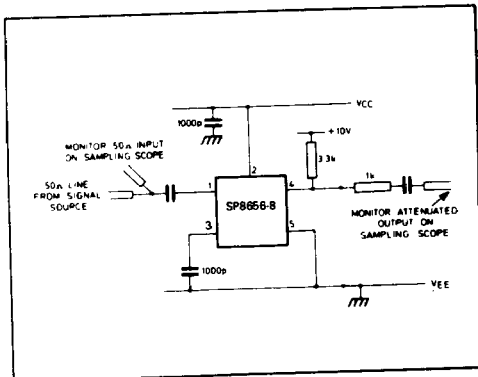 VCC
1000p
+10V
MONITOR 50Ω INPUT
ON SAMPLING SCOPE
3.3k
50Ω LINE
FROM SIGNAL
SOURCE
2
1
4
1k
SP8656-8
3
5
MONITOR ATTENUATED
OUTPUT ON
SAMPLING SCOPE
1000p
VEE